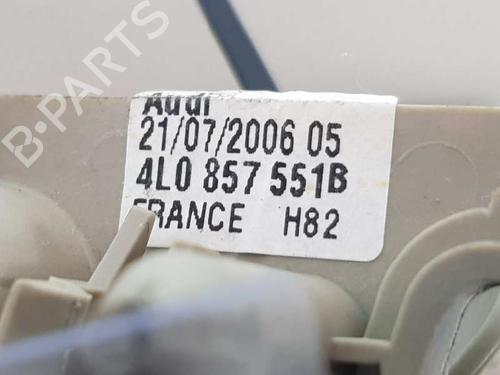 B-PARTS
Audi
21/07/2006 05
4L0 857 551B
FRANCE H82